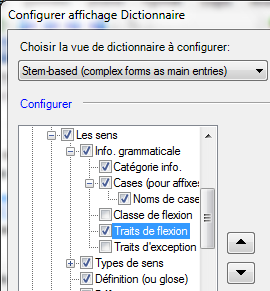 Configurer affichage Dictionnaire
Choisir la vue de dictionnaire à configurer:
Stem-based (complex forms as main entries)
Configurer
Les sens
Info. grammaticale
Catégorie info.
Cases (pour affixes
Noms de case
Classe de flexion
Traits de flexion
Traits d'exception
Types de sens
Définition (ou glose)